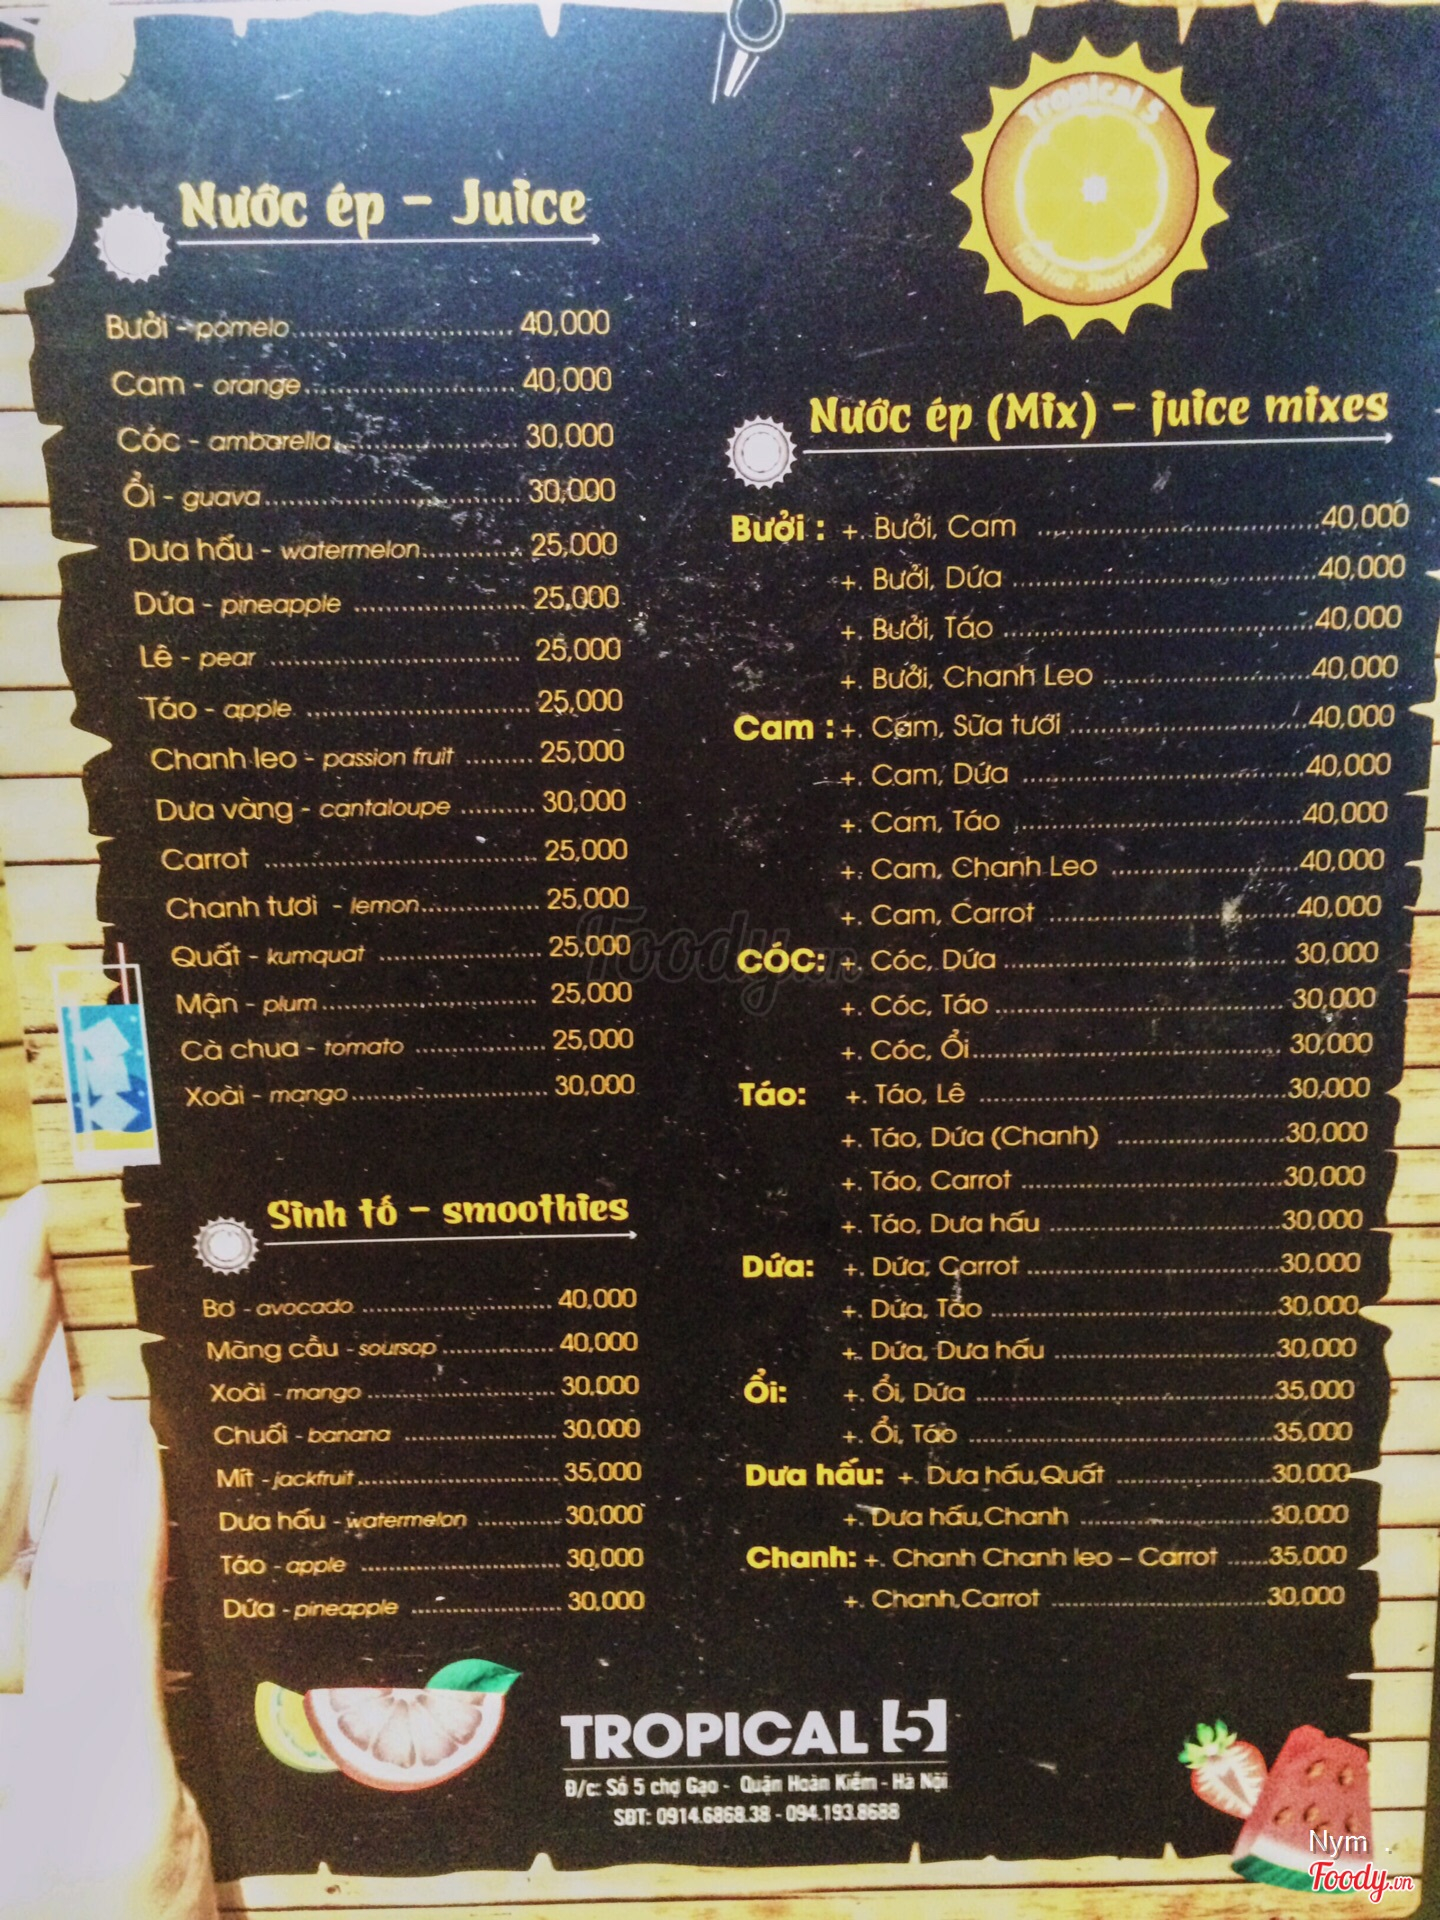 Tropical 5
Nước ép - Juice
Bưởi - pomelo 40,000
Cam - orange 40,000
Cóc - ambarella 30,000
Ổi - guava 30,000
Dưa hấu - watermelon 25,000
Dứa - pineapple 25,000
Lê - pear 25,000
Táo - apple 25,000
Chanh leo - passion fruit 25,000
Dưa vàng - cantaloupe 30,000
Carrot 25,000
Chanh tươi - lemon 25,000
Quất - kumquat 25,000
Mận - plum 25,000
Cà chua - tomato 25,000
Xoài - mango 30,000
Sinh tố - smoothies
Bơ - avocado 40,000
Mãng cầu - soursop 40,000
Xoài - mango 30,000
Chuối - banana 30,000
Mít - jackfruit 35,000
Dưa hấu - watermelon 30,000
Táo - apple 30,000
Dứa - pineapple 30,000
Nước ép (Mix) - juice mixes
Bưởi : +. Bưởi, Cam 40,000
+. Bưởi, Dứa 40,000
+. Bưởi, Táo 40,000
+. Bưởi, Chanh Leo 40,000
Cam : +. Cam, Sữa tưới 40,000
+. Cam, Dứa 40,000
+. Cam, Táo 40,000
+. Cam, Chanh Leo 40,000
+. Cam, Carrot 40,000
CÓC: +. Cóc, Dứa 30,000
+. Cóc, Táo 30,000
+. Cóc, Ổi 30,000
Táo: +. Táo, Lê 30,000
+. Táo, Dứa (Chanh) 30,000
+. Táo, Carrot 30,000
+. Táo, Dưa hấu 30,000
Dứa: +. Dứa, Carrot 30,000
+. Dứa, Táo 30,000
+. Dứa, Dưa hấu 30,000
Ổi: +. Ổi, Dứa 35,000
+. Ổi, Táo 35,000
Dưa hấu: +. Dưa hấu,Quất 30,000
+. Dưa hấu,Chanh 30,000
Chanh: +. Chanh Chanh leo - Carrot 35,000
+. Chanh,Carrot 30,000
Foody.vn
TROPICAL 5
Đ/c: Số 5 chợ Gạo - Quận Hoàn Kiếm - Hà Nội
SĐT: 0914.6868.38 - 094.193.8688
Nym
Foody.vn